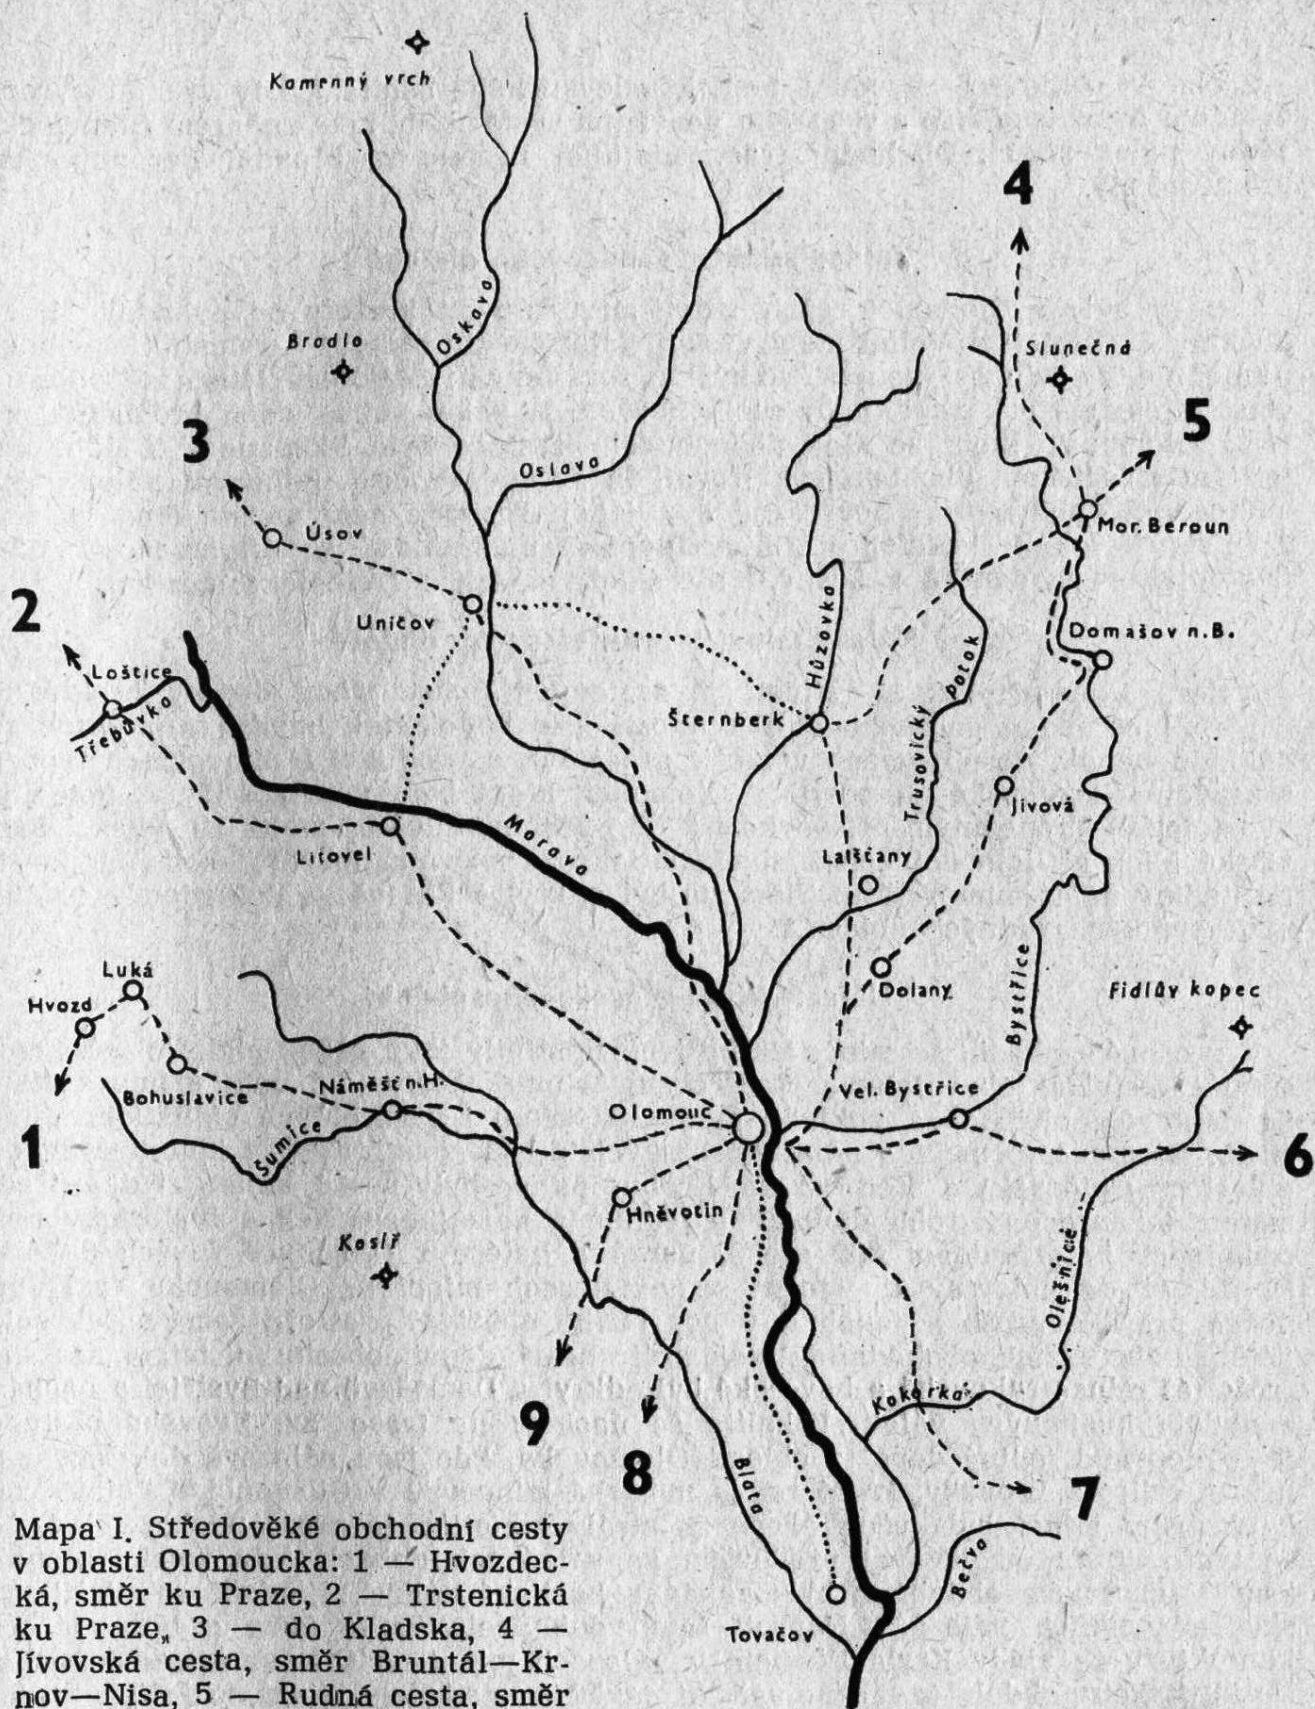 Kamenný vrch
4
Oskava
Bradlo
Slunečná
5
3
Oslava
Úsov
Mor. Beroun
2
Uničov
Hůzovka
Domašov n.B.
Loštice
Potok
Třebůvka
Šternberk
Trusovický
Jívová
Morava
Litovel
Lašťany
Luká
Hvozd
Dolany
Bystřice
Fidlův kopec
Bohuslavice
Náměšť n.H.
Vel. Bystřice
Olomouc
1
Šumice
6
Hněvotín
Kosíř
Olešnice
9
Kokorka
8
Blata
7
Mapa I. Středověké obchodní cesty
v oblasti Olomoucka: 1 — Hvozdec-
ká, směr ku Praze, 2 — Trstenická
ku Praze, 3 — do Kladska, 4 —
Jívovská cesta, směr Bruntál—Kr-
nov—Nisa, 5 — Rudná cesta, směr
Bečva
Tovačov